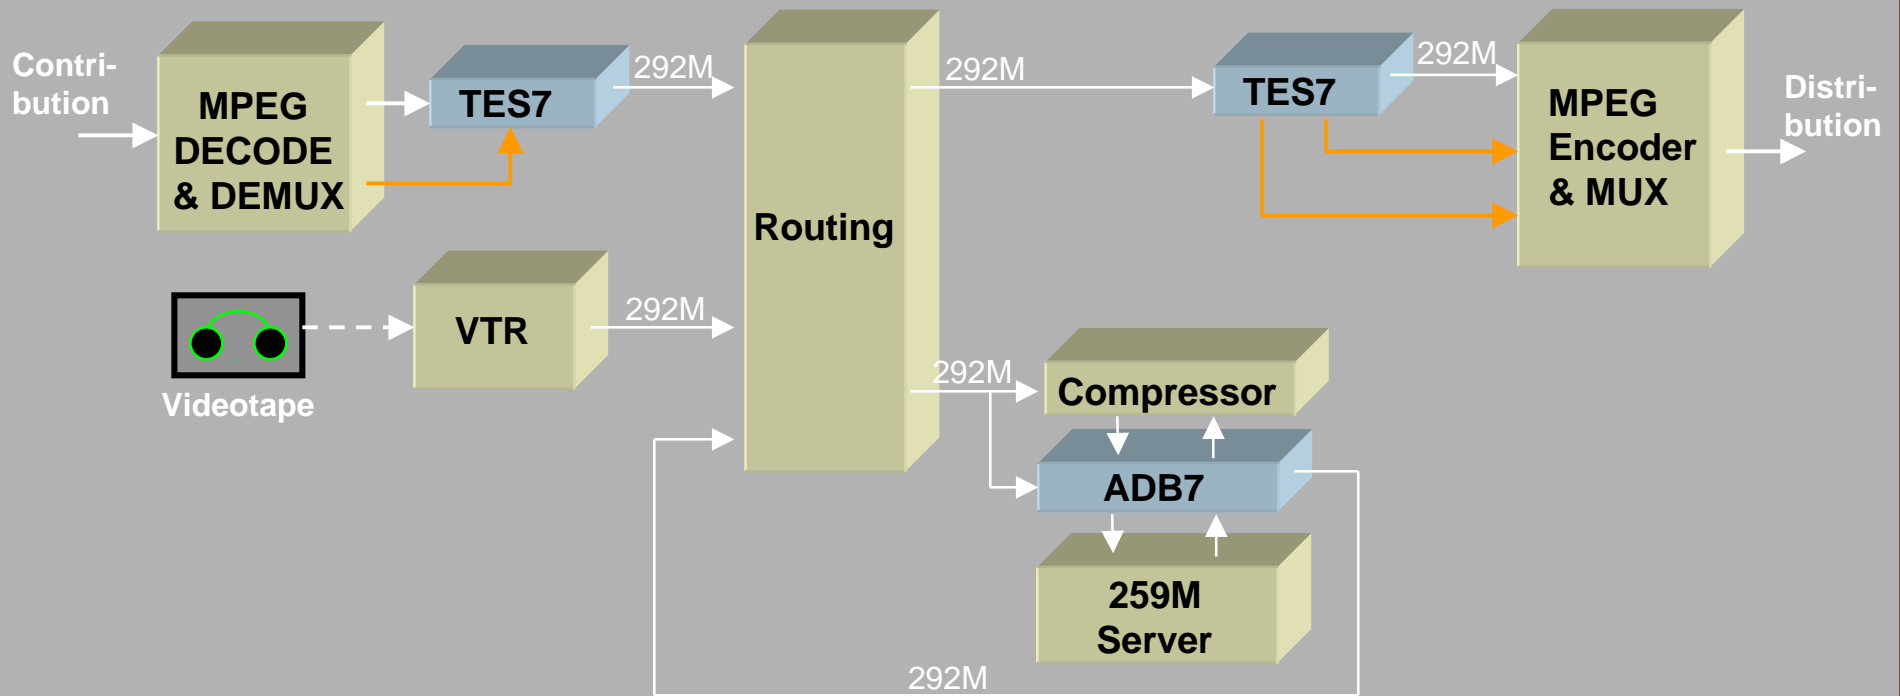 Contri-
bution
MPEG
DECODE
& DEMUX
TES7
292M
Routing
292M
TES7
292M
MPEG
Encoder
& MUX
Distri-
bution
Videotape
VTR
292M
292M
Compressor
ADB7
259M
Server
292M